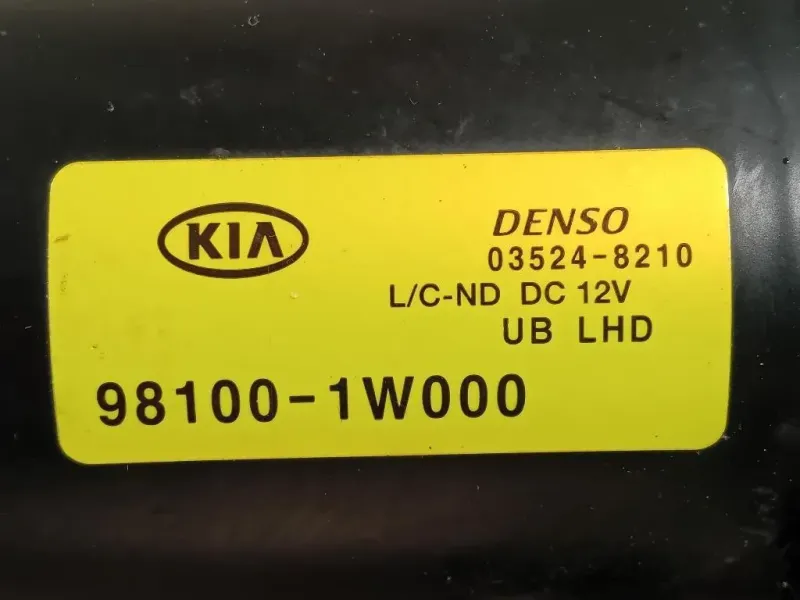 KIA
DENSO
03524-8210
L/C-ND DC 12V
UB LHD
98100-1W000